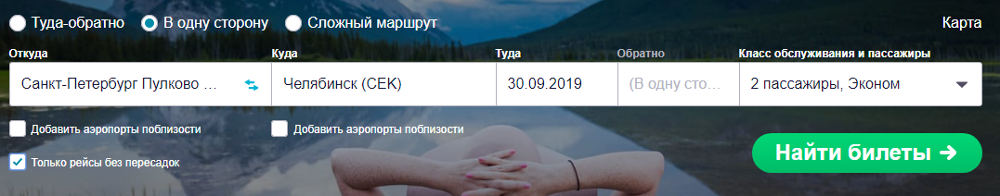 Туда-обратно В одну сторону Сложный маршрут Карта
Откуда Куда Туда Обратно Класс обслуживания и пассажиры
Санкт-Петербург Пулково ... Челябинск (CEK) 30.09.2019 (В одну сто... 2 пассажиры, Эконом
Добавить аэропорты поблизости Добавить аэропорты поблизости
Найти билеты →
Только рейсы без пересадок